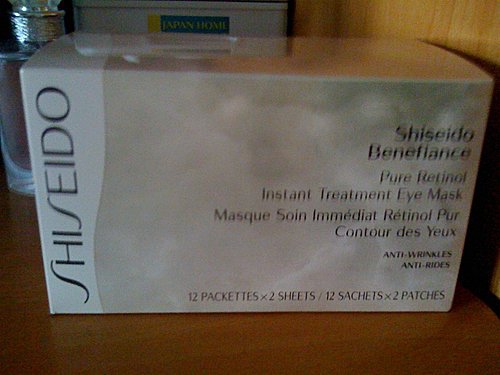 JAPAN HOME
SHISEIDO
Shiseido
Benefiance
Pure Retinol
Instant Treatment Eye Mask
Masque Soin Immédiat Rétinol Pur
Contour des Yeux
ANTI-WRINKLES
ANTI-RIDES
12 PACKETTES×2 SHEETS / 12 SACHETS×2 PATCHES